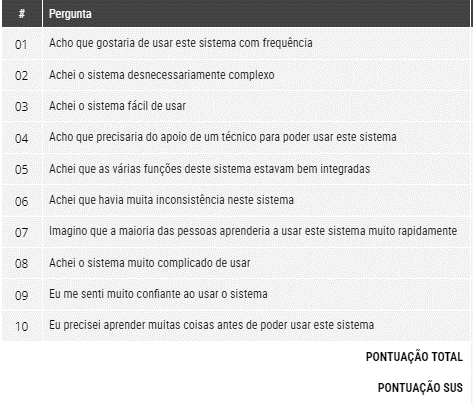 # Pergunta
01 Acho que gostaria de usar este sistema com frequência
02 Achei o sistema desnecessariamente complexo
03 Achei o sistema fácil de usar
04 Acho que precisaria do apoio de um técnico para poder usar este sistema
05 Achei que as várias funções deste sistema estavam bem integradas
06 Achei que havia muita inconsistência neste sistema
07 Imagino que a maioria das pessoas aprenderia a usar este sistema muito rapidamente
08 Achei o sistema muito complicado de usar
09 Eu me senti muito confiante ao usar o sistema
10 Eu precisei aprender muitas coisas antes de poder usar este sistema
PONTUAÇÃO TOTAL
PONTUAÇÃO SUS